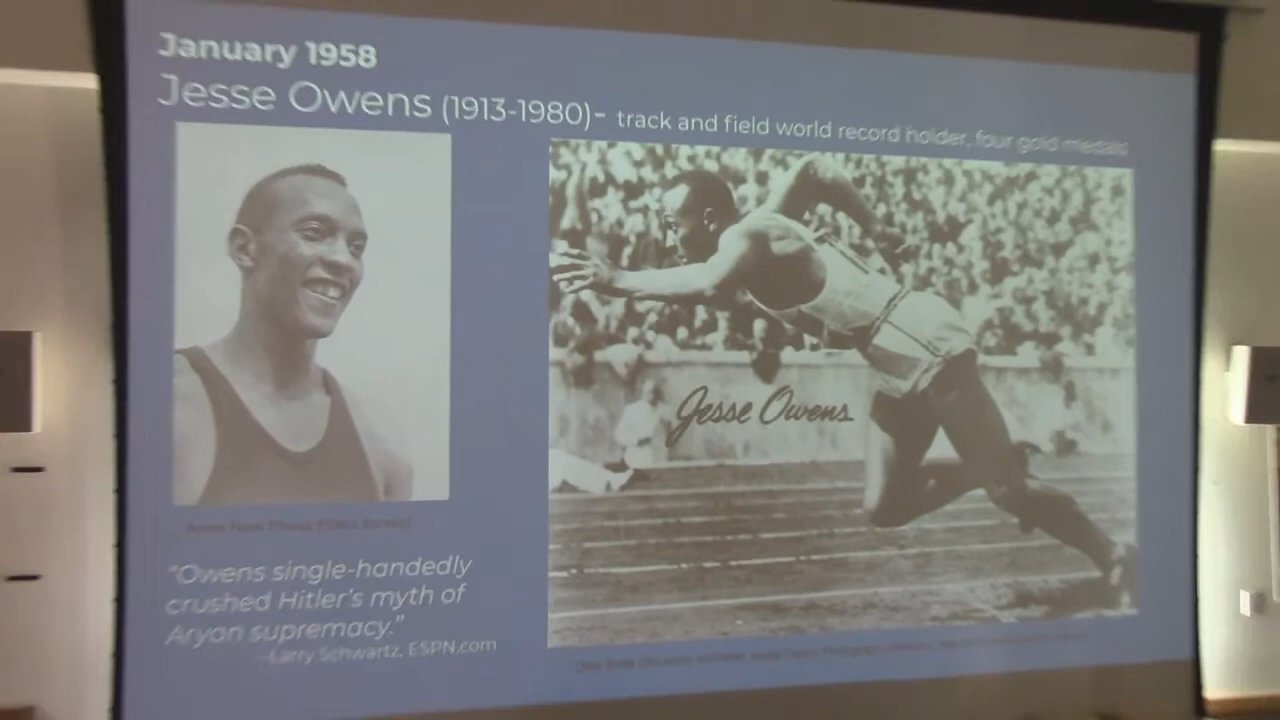 January 1958
Jesse Owens (1913-1980)- track and field world record holder, four gold medals
Jesse Owens
"Owens single-handedly
crushed Hitler's myth of
Aryan supremacy."
-Larry Schwartz, ESPN.com